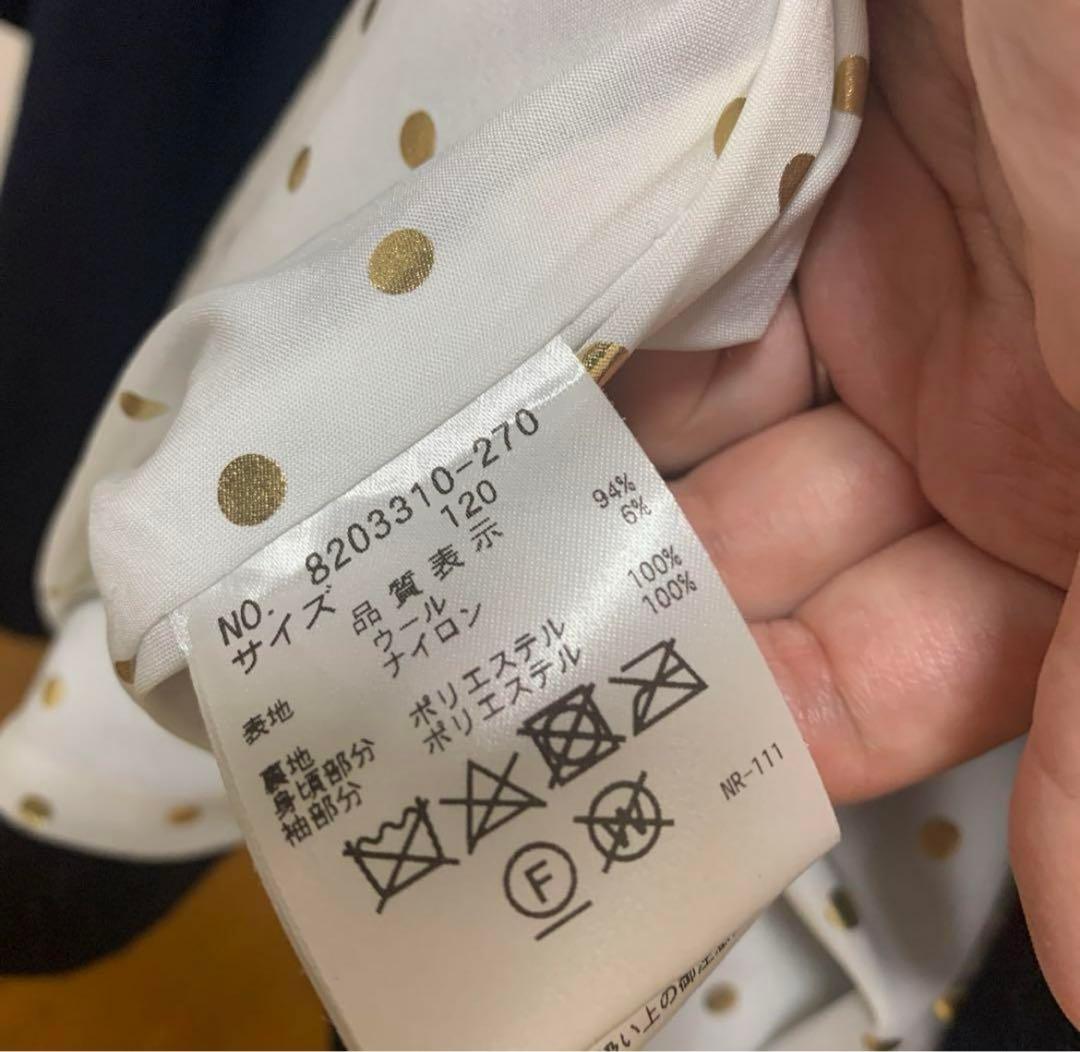 NO. 8203310-270
サイズ 120
品質表示
表地 ウール 94%
ナイロン 6%
裏地
身頃部分 ポリエステル 100%
袖部分 ポリエステル 100%
F
W
NR-111